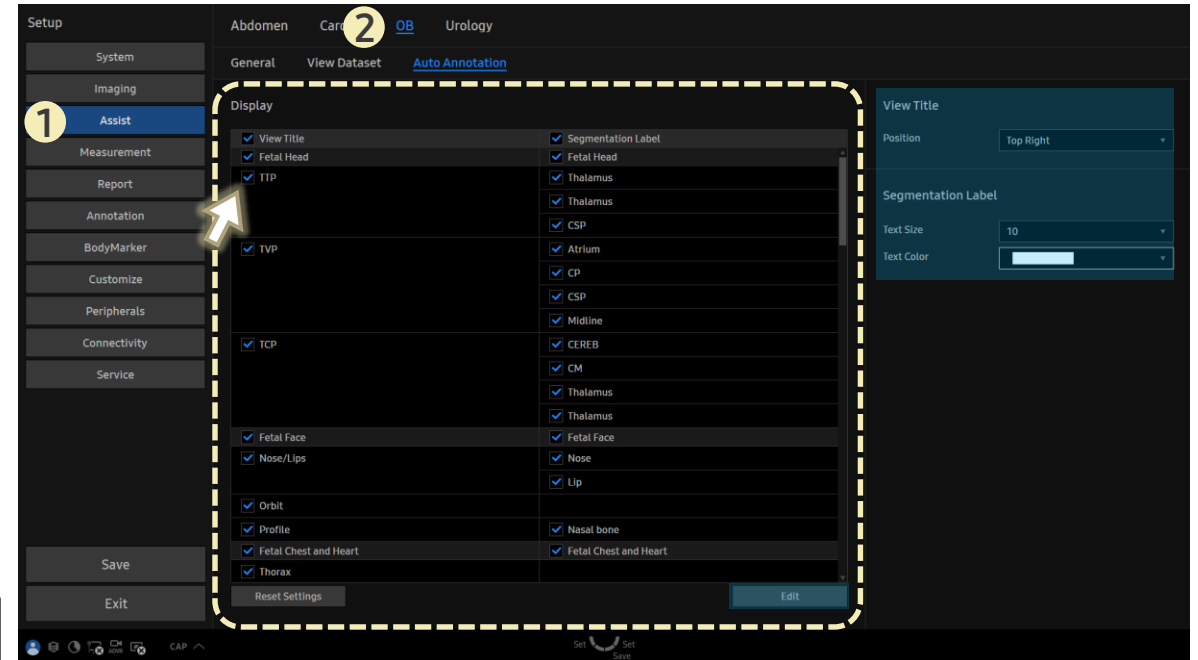 Setup
Abdomen Card 2 OB Urology
System
General View Dataset Auto Annotation
Imaging
1 Assist
Measurement
Report
Annotation
BodyMarker
Customize
Peripherals
Connectivity
Service
Save
Exit
Display
View Title Segmentation Label
Fetal Head Fetal Head
TTP Thalamus
Thalamus
CSP
TVP Atrium
CP
CSP
Midline
TCP CEREB
CM
Thalamus
Thalamus
Fetal Face Fetal Face
Nose/Lips Nose
Lip
Orbit
Profile Nasal bone
Fetal Chest and Heart Fetal Chest and Heart
Thorax
Reset Settings Edit
View Title
Position Top Right
Segmentation Label
Text Size 10
Text Color
CAP
Set Set
Save